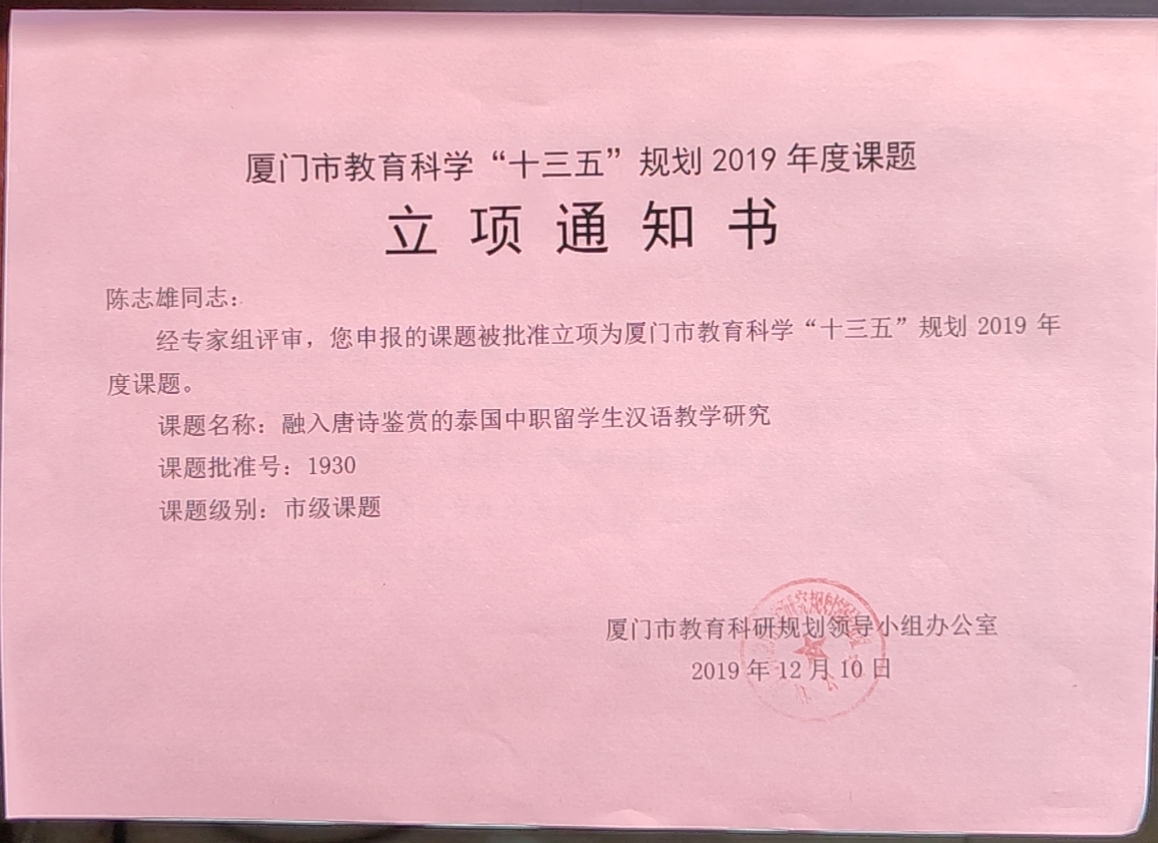 厦门市教育科学“十三五”规划 2019 年度课题
立项通知书
陈志雄同志：
经专家组评审，您申报的课题被批准立项为厦门市教育科学“十三五”规划 2019 年
度课题。
课题名称：融入唐诗鉴赏的泰国中职留学生汉语教学研究
课题批准号：1930
课题级别：市级课题
厦门市教育科研规划领导小组办公室
2019 年 12 月 10 日